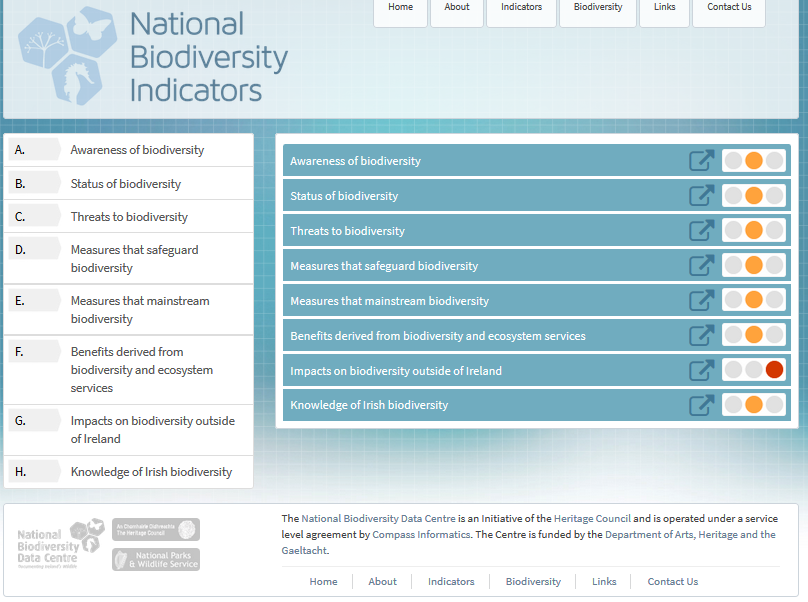 Home
About
Indicators
Biodiversity
Links
Contact Us
National
Biodiversity
Indicators
A. Awareness of biodiversity
B. Status of biodiversity
C. Threats to biodiversity
D. Measures that safeguard
biodiversity
E. Measures that mainstream
biodiversity
F. Benefits derived from
biodiversity and ecosystem
services
G. Impacts on biodiversity outside
of Ireland
H. Knowledge of Irish biodiversity
Awareness of biodiversity
Status of biodiversity
Threats to biodiversity
Measures that safeguard biodiversity
Measures that mainstream biodiversity
Benefits derived from biodiversity and ecosystem services
Impacts on biodiversity outside of Ireland
Knowledge of Irish biodiversity
National
Biodiversity
Data Centre
An Chomhairle Oidhreachta
The Heritage Council
National Parks
& Wildlife Service
The National Biodiversity Data Centre is an Initiative of the Heritage Council and is operated under a service
level agreement by Compass Informatics. The Centre is funded by the Department of Arts, Heritage and the
Gaeltacht.
Home
About
Indicators
Biodiversity
Links
Contact Us